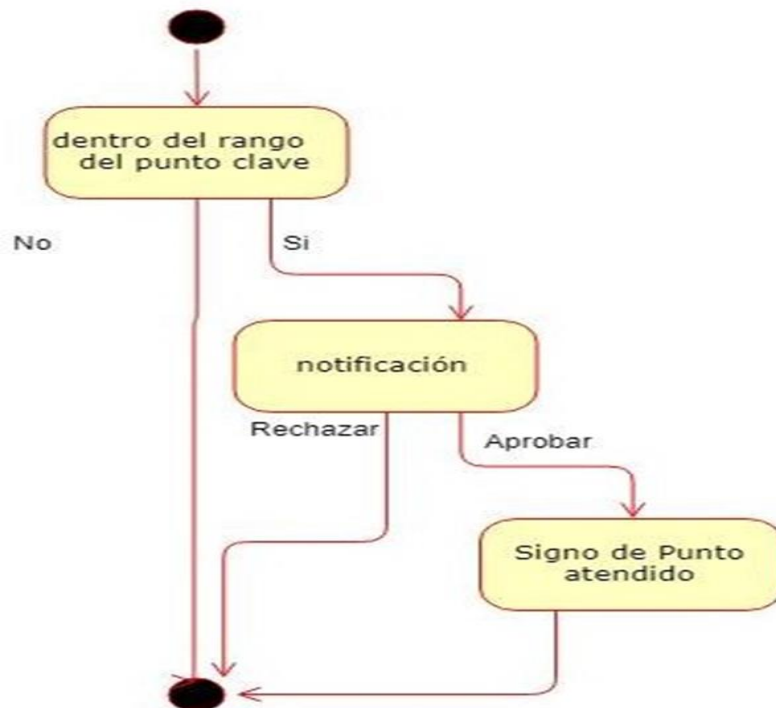 dentro del rango
del punto clave
No
Si
notificación
Rechazar
Aprobar
Signo de Punto
atendido